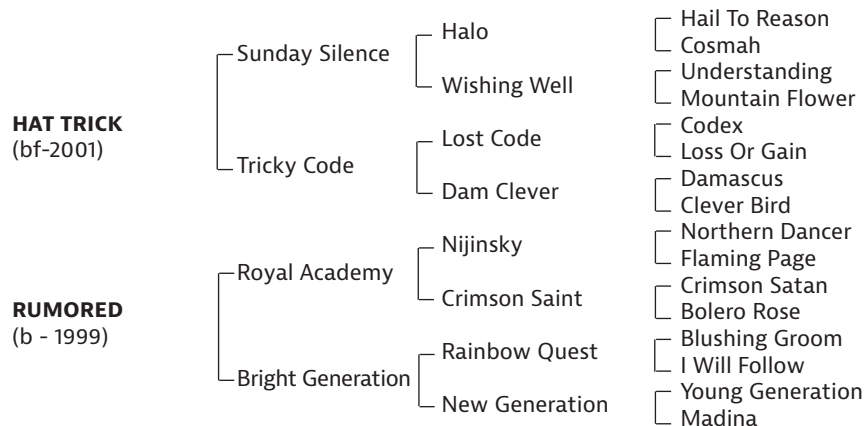 Hail To Reason
Halo
Cosmah
Sunday Silence
Understanding
Wishing Well
Mountain Flower
HAT TRICK
(bf-2001)
Codex
Lost Code
Loss Or Gain
Tricky Code
Damascus
Dam Clever
Clever Bird
Northern Dancer
Nijinsky
Flaming Page
Royal Academy
Crimson Satan
Crimson Saint
Bolero Rose
RUMORED
(b - 1999)
Blushing Groom
Rainbow Quest
I Will Follow
Bright Generation
Young Generation
New Generation
Madina